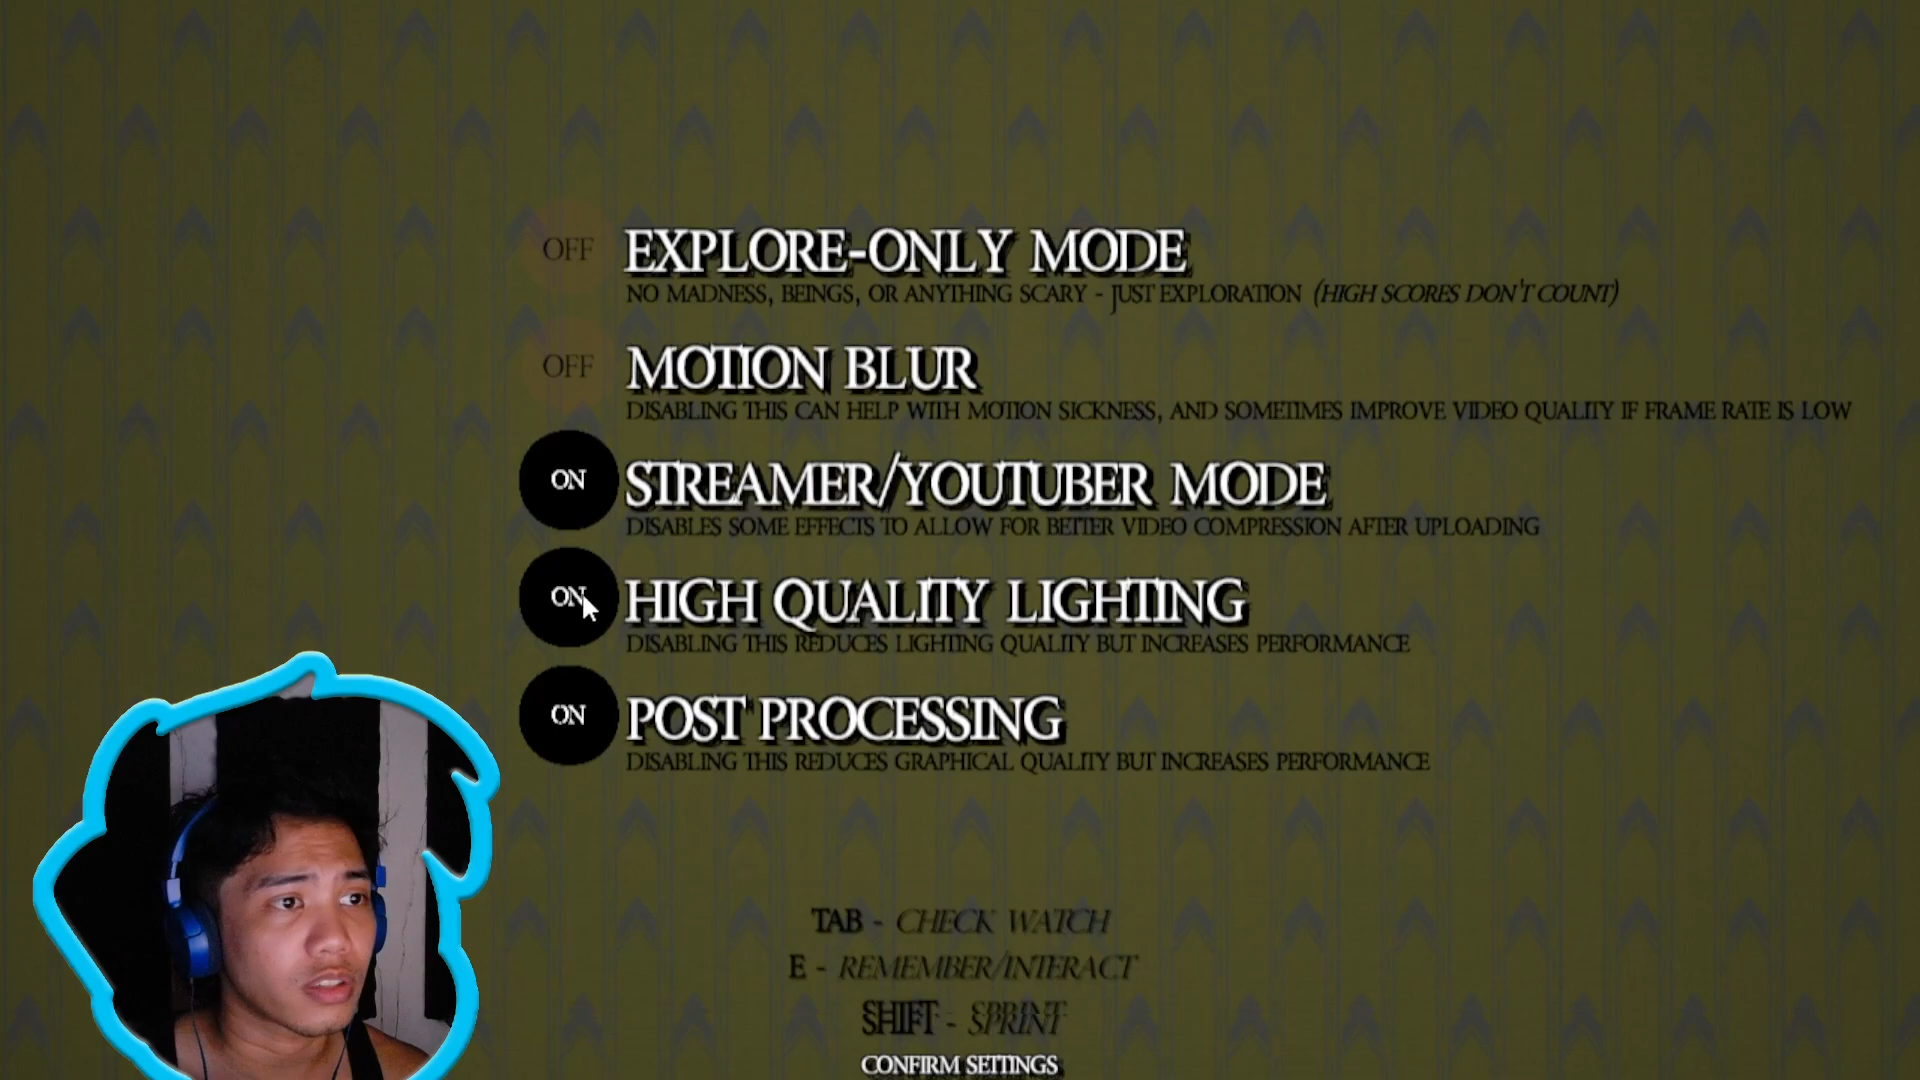 OFF EXPLORE-ONLY MODE
NO MADNESS, BEINGS, OR ANYTHING SCARY - JUST EXPLORATION (HIGH SCORES DON'T COUNT)
OFF MOTION BLUR
DISABLING THIS CAN HELP WITH MOTION SICKNESS, AND SOMETIMES IMPROVE VIDEO QUALITY IF FRAME RATE IS LOW
ON STREAMER/YOUTUBER MODE
DISABLES SOME EFFECTS TO ALLOW FOR BETTER VIDEO COMPRESSION AFTER UPLOADING
ON HIGH QUALITY LIGHTING
DISABLING THIS REDUCES LIGHTING QUALITY BUT INCREASES PERFORMANCE
ON POST PROCESSING
DISABLING THIS REDUCES GRAPHICAL QUALITY BUT INCREASES PERFORMANCE
TAB - CHECK WATCH
E - REMEMBER/INTERACT
SHIFT - SPRINT
CONFIRM SETTINGS